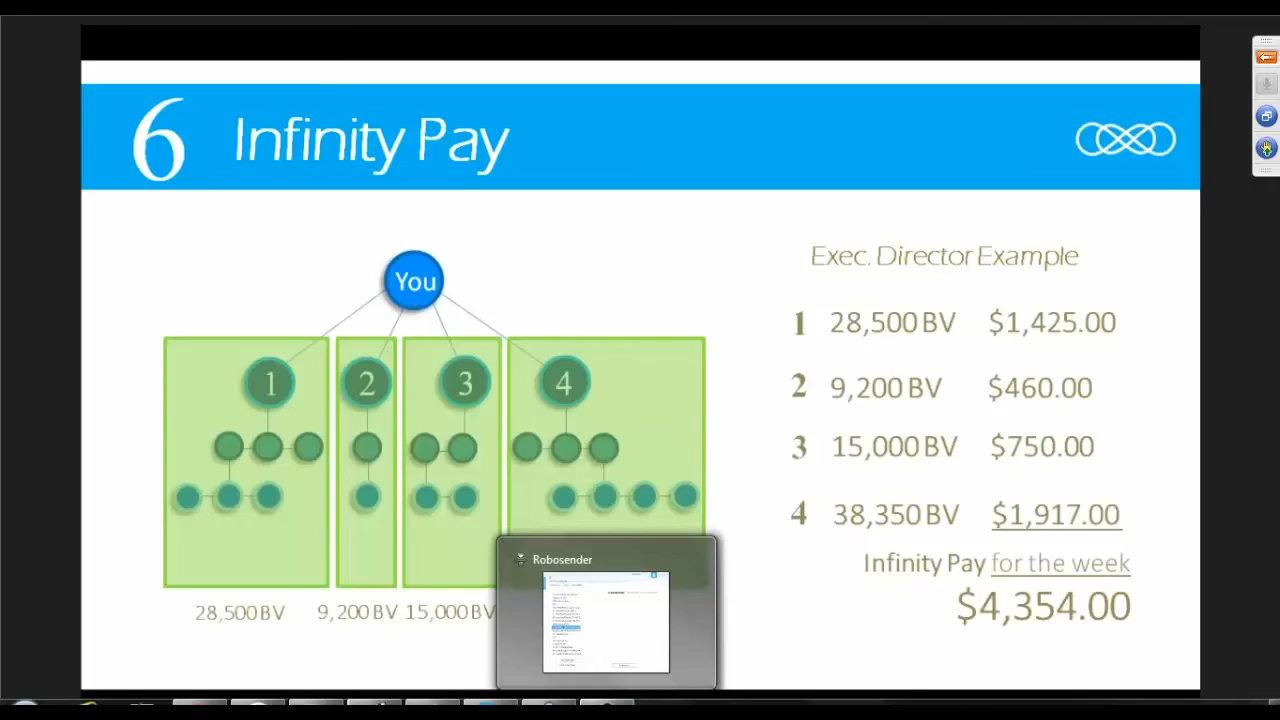 6 Infinity Pay
You
1 2 3 4
28,500 BV 9,200 BV 15,000 BV
Exec. Director Example
1 28,500 BV $1,425.00
2 9,200 BV $460.00
3 15,000 BV $750.00
4 38,350 BV $1,917.00
Infinity Pay for the week
$4,354.00
Robosender